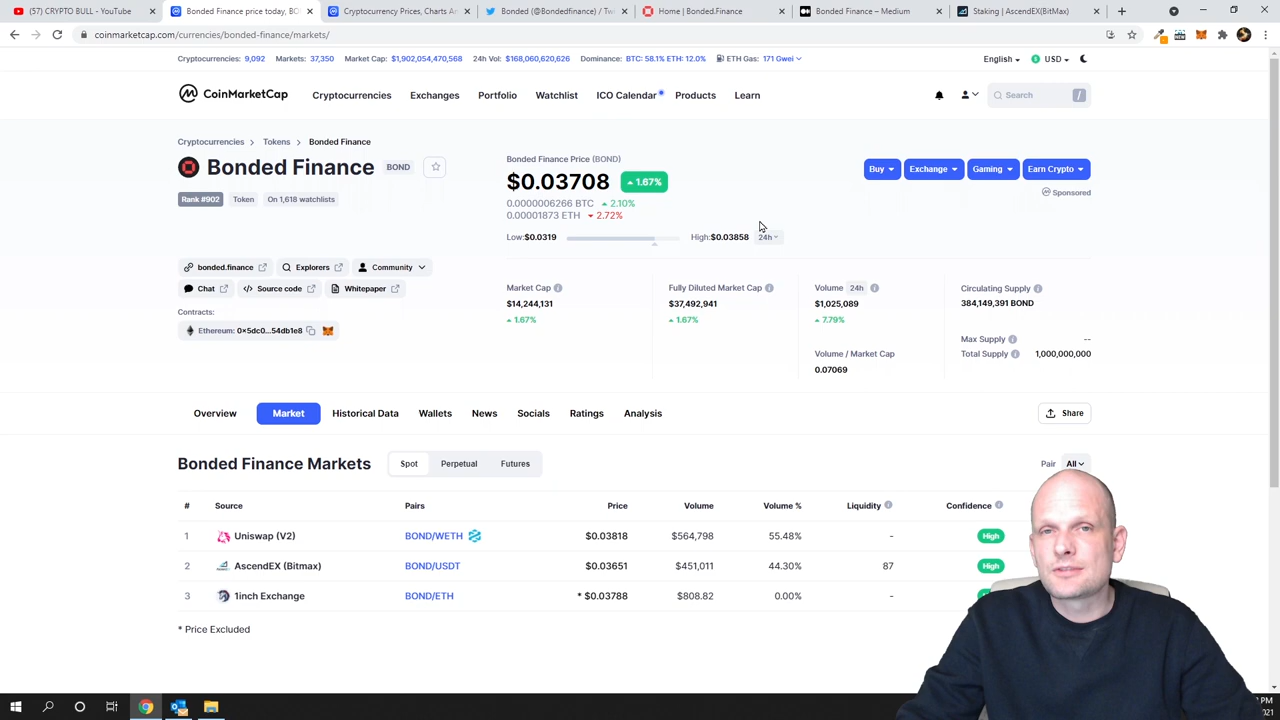 (57) CRYPTO BULL - YouTube
Bonded Finance price today, BO
Cryptocurrency Prices, Charts An
Bonded (@Bondedfinance) / Tw
Home | Bonded.Finance
Bonded Finance – Medium
Staking | AscendEX(BitMax)
coinmarketcap.com/currencies/bonded-finance/markets/
Cryptocurrencies: 9,092 Markets: 37,350 Market Cap: $1,902,054,470,568 24h Vol: $168,060,620,626 Dominance: BTC: 58.1% ETH: 12.0% ETH Gas: 171 Gwei
English USD
CoinMarketCap
Cryptocurrencies Exchanges Portfolio Watchlist ICO Calendar Products Learn
Search /
Cryptocurrencies > Tokens > Bonded Finance
Bonded Finance BOND
Rank #902 Token On 1,618 watchlists
bonded.finance Explorers Community
Chat Source code Whitepaper
Contracts:
Ethereum: 0x5dc0...54db1e8
Bonded Finance Price (BOND)
$0.03708 1.67%
0.0000006266 BTC 2.10%
0.00001873 ETH 2.72%
Low: $0.0319 High: $0.03858 24h
Buy Exchange Gaming Earn Crypto
Sponsored
Market Cap
$14,244,131
1.67%
Fully Diluted Market Cap
$37,492,941
1.67%
Volume 24h
$1,025,089
7.79%
Volume / Market Cap
0.07069
Circulating Supply
384,149,391 BOND
Max Supply --
Total Supply 1,000,000,000
Overview Market Historical Data Wallets News Socials Ratings Analysis
Share
Bonded Finance Markets Spot Perpetual Futures
Pair All
# Source Pairs Price Volume Volume % Liquidity Confidence
1 Uniswap (V2) BOND/WETH $0.03818 $564,798 55.48% - High
2 AscendEX (Bitmax) BOND/USDT $0.03651 $451,011 44.30% 87 High
3 1inch Exchange BOND/ETH * $0.03788 $808.82 0.00% -
* Price Excluded